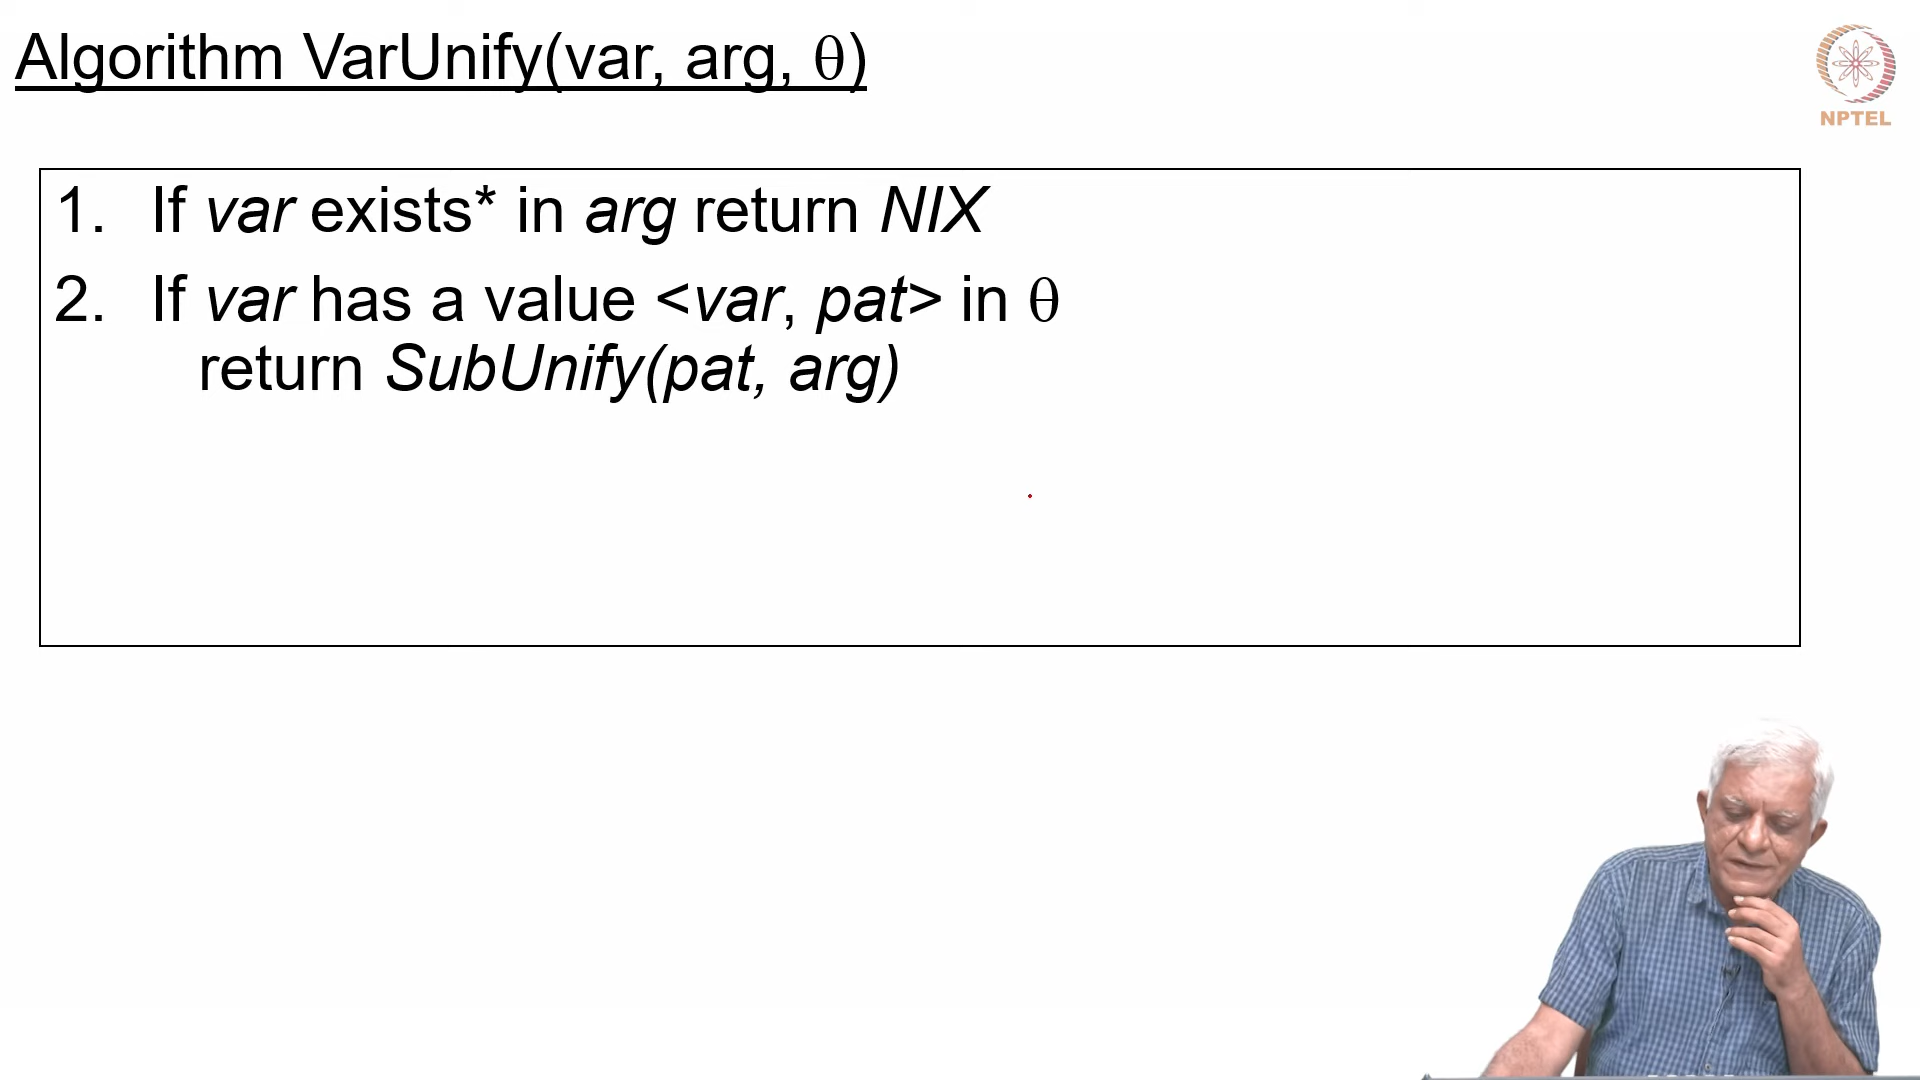 Algorithm VarUnify(var, arg, θ)
NPTEL
1. If var exists* in arg return NIX
2. If var has a value <var, pat> in θ
return SubUnify(pat, arg)